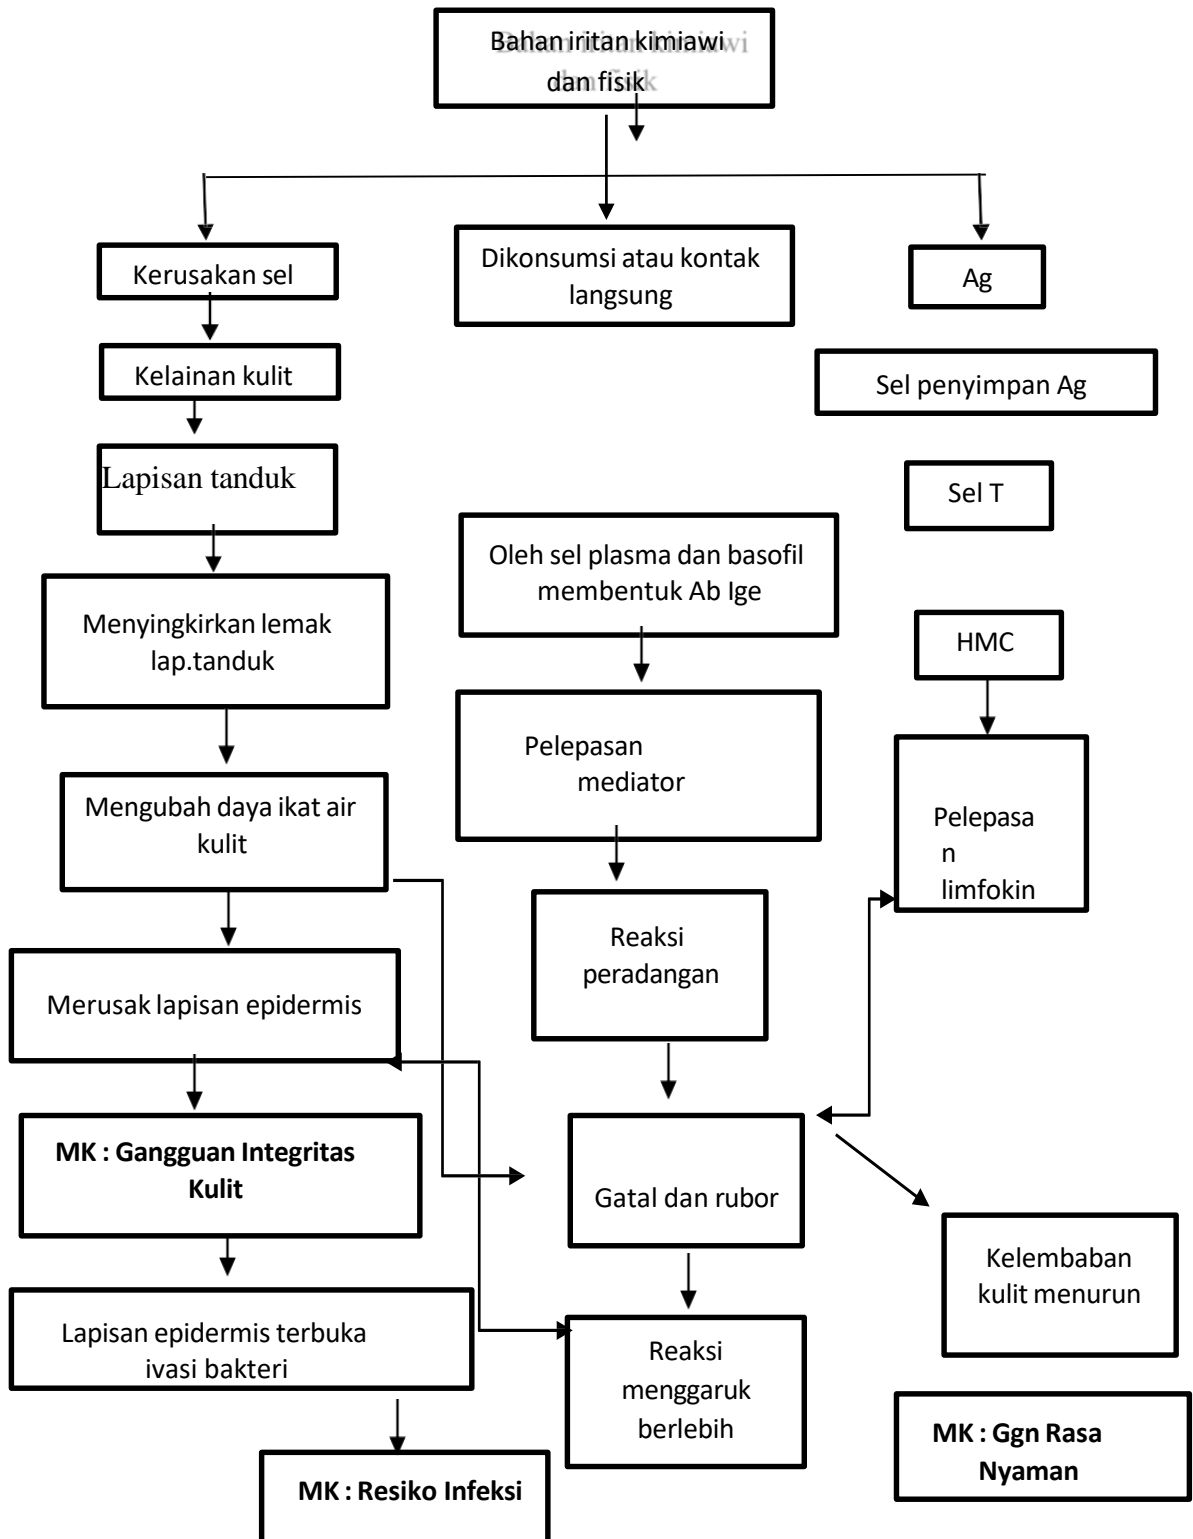 Bahan iritan kimiawi
dan fisik
Kerusakan sel
Dikonsumsi atau kontak
langsung
Ag
Kelainan kulit
Sel penyimpan Ag
Lapisan tanduk
Sel T
Oleh sel plasma dan basofil
membentuk Ab Ige
Menyingkirkan lemak
lap.tanduk
HMC
Pelepasan
mediator
Mengubah daya ikat air
kulit
Pelepasa
n
limfokin
Reaksi
peradangan
Merusak lapisan epidermis
MK : Gangguan Integritas
Kulit
Gatal dan rubor
Kelembaban
kulit menurun
Lapisan epidermis terbuka
ivasi bakteri
Reaksi
menggaruk
berlebih
MK : Ggn Rasa
Nyaman
MK : Resiko Infeksi